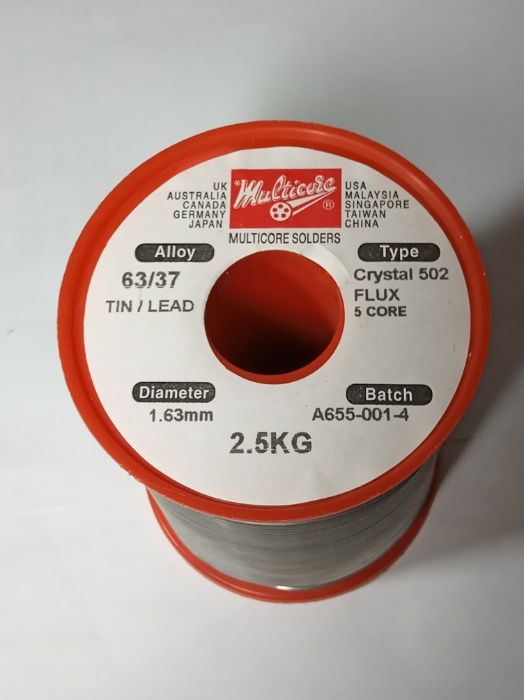 UK
AUSTRALIA
CANADA
GERMANY
JAPAN
Multicore ®
USA
MALAYSIA
SINGAPORE
TAIWAN
CHINA
MULTICORE SOLDERS
Alloy
63/37
TIN / LEAD
Type
Crystal 502
FLUX
5 CORE
Diameter
1.63mm
Batch
A655-001-4
2.5KG